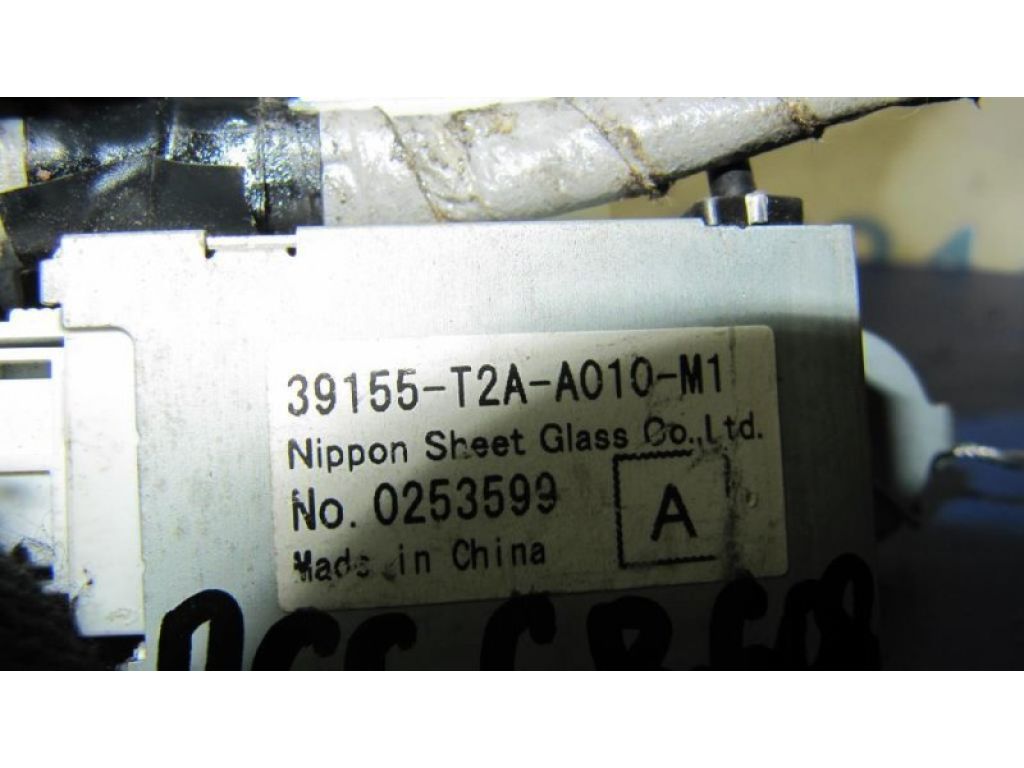 39155-T2A-A010-M1
Nippon Sheet Glass Co.,Ltd.
No. 0253599
A
Made in China